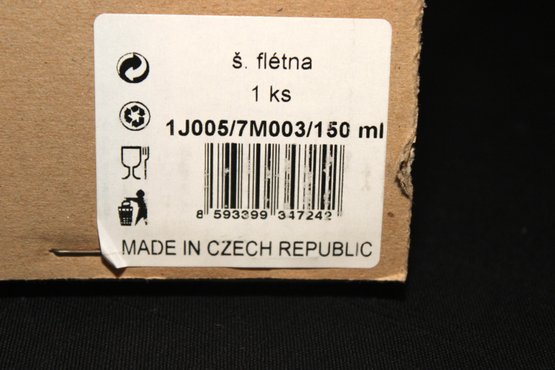 š. flétna
1 ks
1J005/7M003/150 ml
8 593399 347242
MADE IN CZECH REPUBLIC